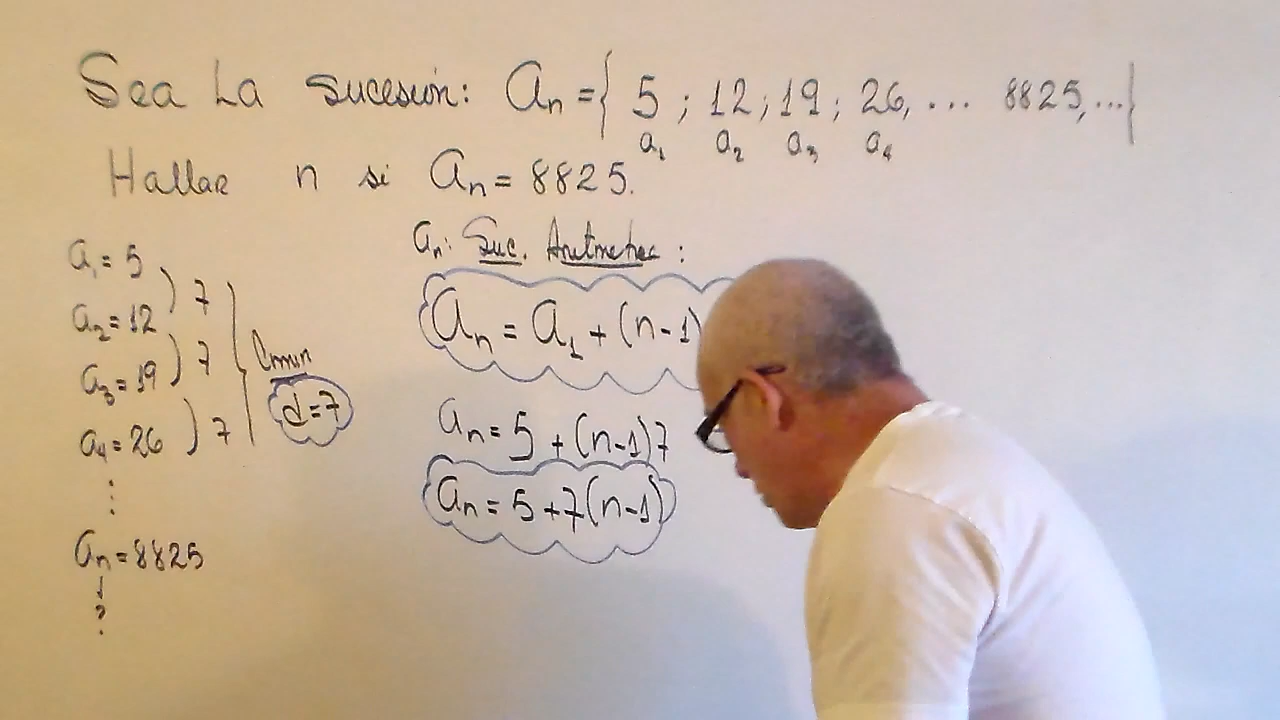 Sea La sucesión: an = { 5 ; 12 ; 19 ; 26, ... 8825, ... }
a1 a2 a3 a4
Hallar n si an = 8825.
an: Suc. Aritmetica :
a1 = 5
a2 = 12
a3 = 19
a4 = 26
⋮
an = 8825
↓
?
7
7
7
d=7
an = a1 + (n-1)
an = 5 + (n-1)7
an = 5+7(n-1)